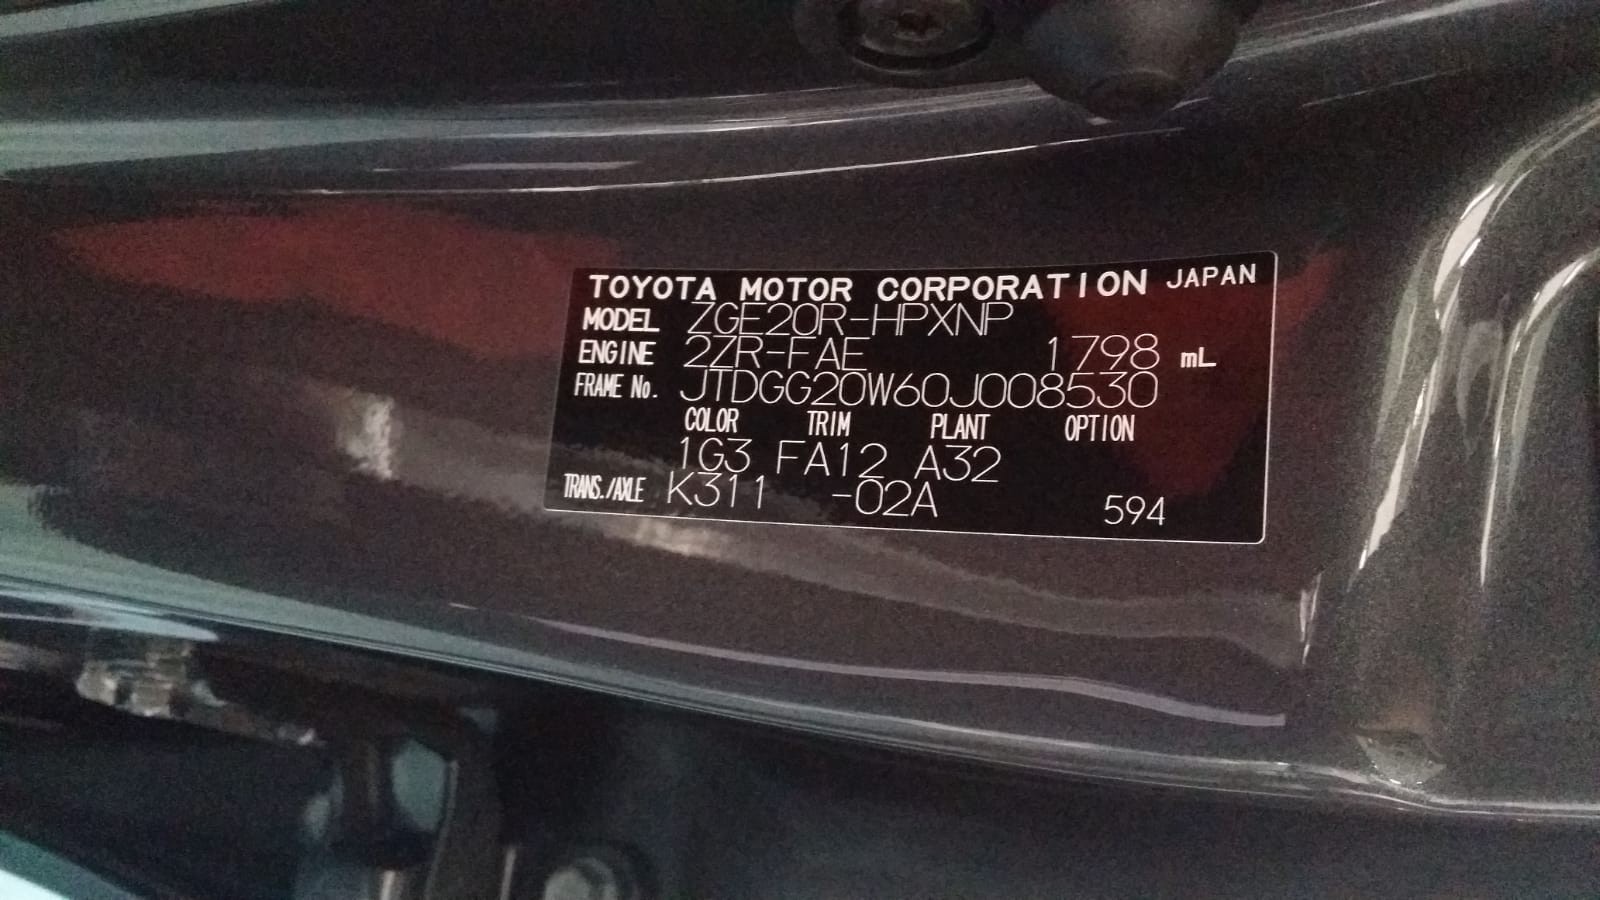 TOYOTA MOTOR CORPORATION JAPAN
MODEL ZGE20R-HPXNP
ENGINE 2ZR-FAE 1798 mL
FRAME No. JTDGG20W60J008530
COLOR TRIM PLANT OPTION
1G3 FA12 A32
TRANS./AXLE K311 -02A 594